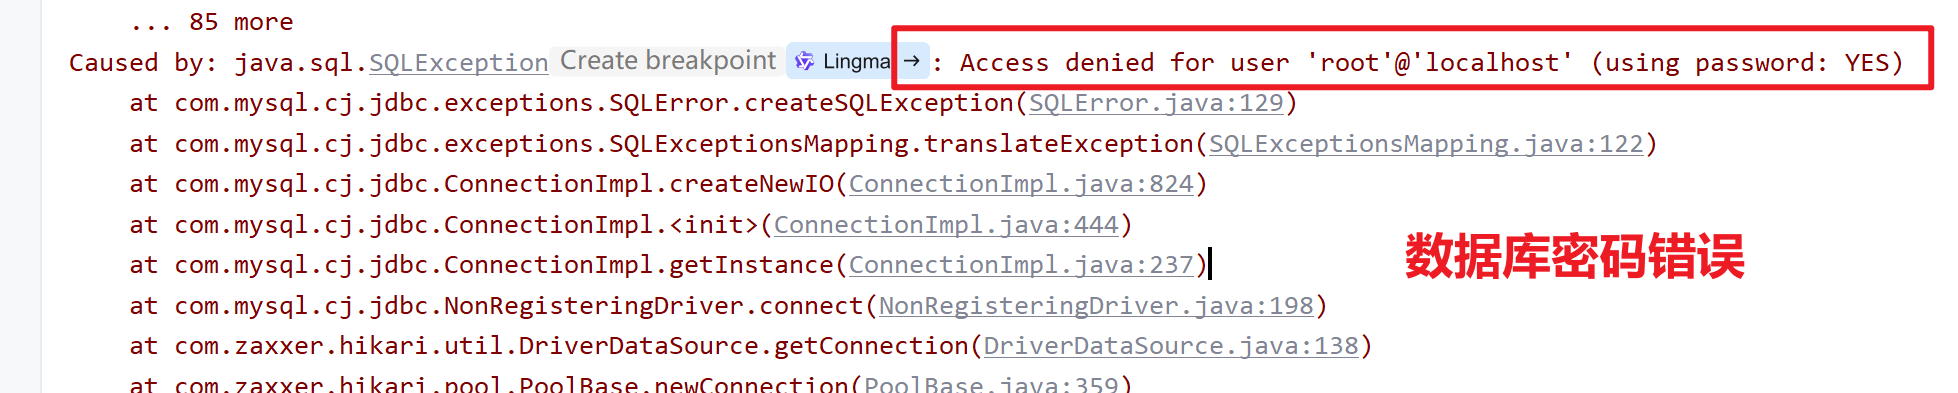 ... 85 more
Caused by: java.sql.SQLException Create breakpoint Lingma → : Access denied for user 'root'@'localhost' (using password: YES)
at com.mysql.cj.jdbc.exceptions.SQLError.createSQLException(SQLError.java:129)
at com.mysql.cj.jdbc.exceptions.SQLExceptionsMapping.translateException(SQLExceptionsMapping.java:122)
at com.mysql.cj.jdbc.ConnectionImpl.createNewIO(ConnectionImpl.java:824)
at com.mysql.cj.jdbc.ConnectionImpl.<init>(ConnectionImpl.java:444)
at com.mysql.cj.jdbc.ConnectionImpl.getInstance(ConnectionImpl.java:237)
数据库密码错误
at com.mysql.cj.jdbc.NonRegisteringDriver.connect(NonRegisteringDriver.java:198)
at com.zaxxer.hikari.util.DriverDataSource.getConnection(DriverDataSource.java:138)
at com.zaxxer.hikari.pool.PoolBase.newConnection(PoolBase.java:359)